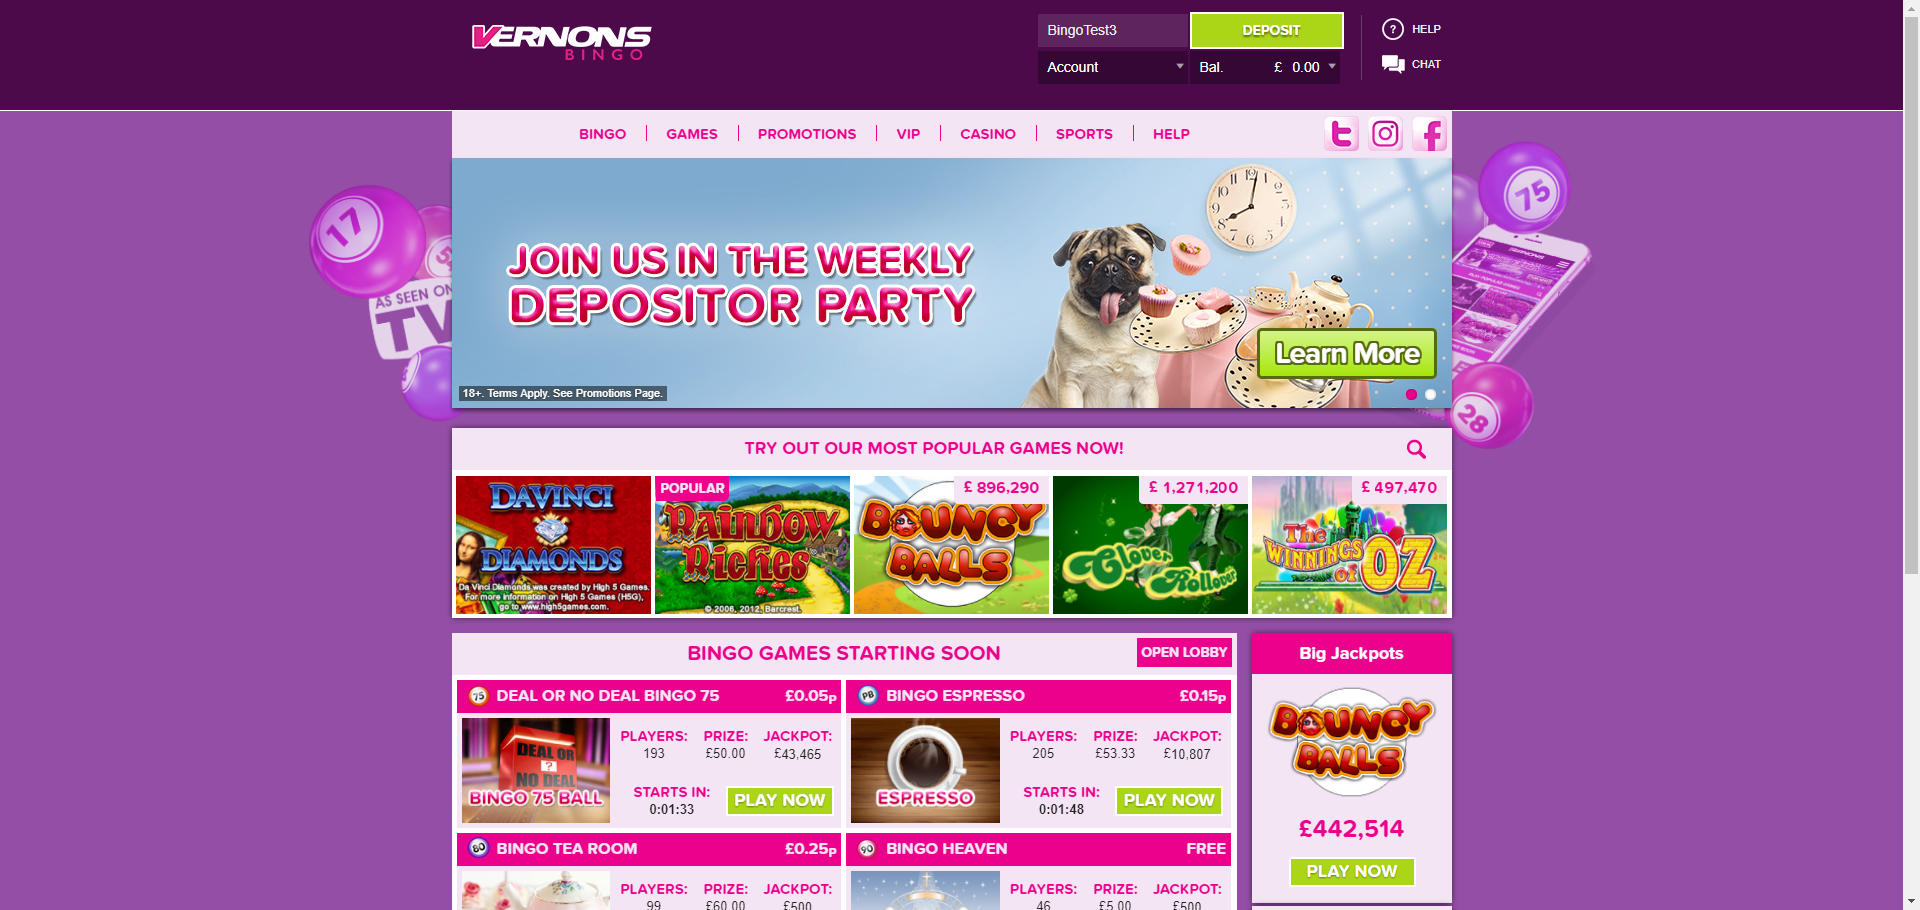 VERNONS
BINGO
BingoTest3
DEPOSIT
Account
Bal. £ 0.00
? HELP
CHAT
BINGO GAMES PROMOTIONS VIP CASINO SPORTS HELP
17
75
28
AS SEEN ON
TV
JOIN US IN THE WEEKLY
DEPOSITOR PARTY
Learn More
18+. Terms Apply. See Promotions Page.
TRY OUT OUR MOST POPULAR GAMES NOW!
DAVINCI
DIAMONDS
Da Vinci Diamonds was created by High 5 Games.
For more information on High 5 Games (H5G),
go to www.high5games.com.
POPULAR
Rainbow
Riches
© 2006, 2012, Barcrest.
£ 896,290
BOUNCY
BALLS
£ 1,271,200
Clover
Rollover
£ 497,470
The
WINNINGS
of OZ
BINGO GAMES STARTING SOON
OPEN LOBBY
75 DEAL OR NO DEAL BINGO 75 £0.05p
DEAL OR
?
NO DEAL
BINGO 75 BALL
PLAYERS: PRIZE: JACKPOT:
193 £50.00 £43,465
STARTS IN:
0:01:33
PLAY NOW
PB BINGO ESPRESSO £0.15p
ESPRESSO
PLAYERS: PRIZE: JACKPOT:
205 £53.33 £10,807
STARTS IN:
0:01:48
PLAY NOW
80 BINGO TEA ROOM £0.25p
PLAYERS: PRIZE: JACKPOT:
99 £60.00 £500
90 BINGO HEAVEN FREE
PLAYERS: PRIZE: JACKPOT:
46 £5.00 £500
Big Jackpots
BOUNCY
BALLS
£442,514
PLAY NOW